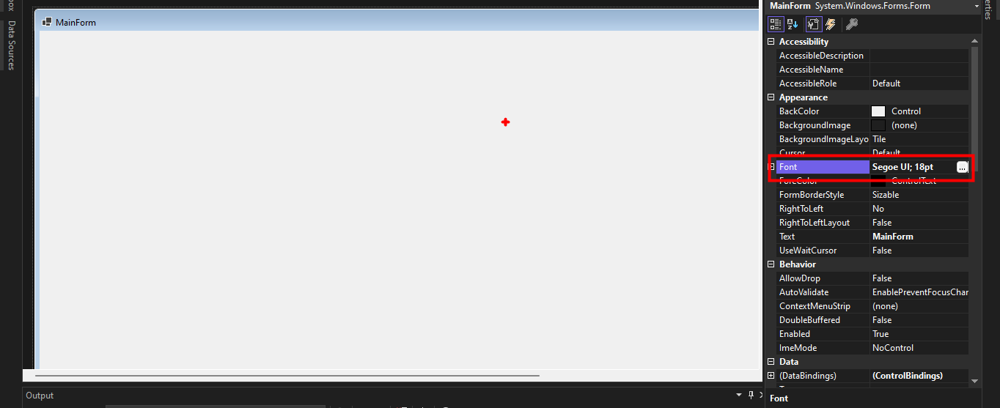 MainForm System.Windows.Forms.Form
Data Sources
MainForm
Accessibility
AccessibleDescription
AccessibleName
AccessibleRole Default
Appearance
BackColor Control
BackgroundImage (none)
BackgroundImageLayo Tile
Cursor Default
Font Segoe UI; 18pt ...
ForeColor ControlText
FormBorderStyle Sizable
RightToLeft No
RightToLeftLayout False
Text MainForm
UseWaitCursor False
Behavior
AllowDrop False
AutoValidate EnablePreventFocusChar
ContextMenuStrip (none)
DoubleBuffered False
Enabled True
ImeMode NoControl
Data
(DataBindings) (ControlBindings)
Font
Output